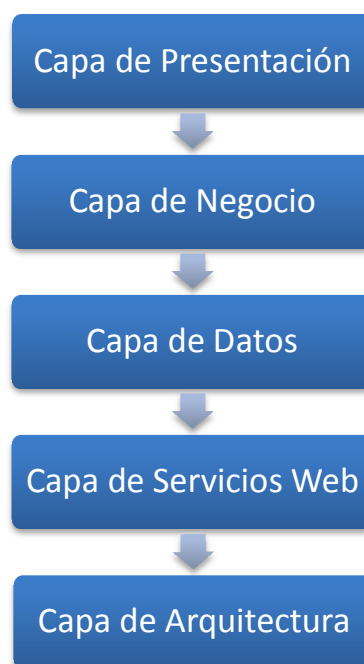 Capa de Presentación
Capa de Negocio
Capa de Datos
Capa de Servicios Web
Capa de Arquitectura